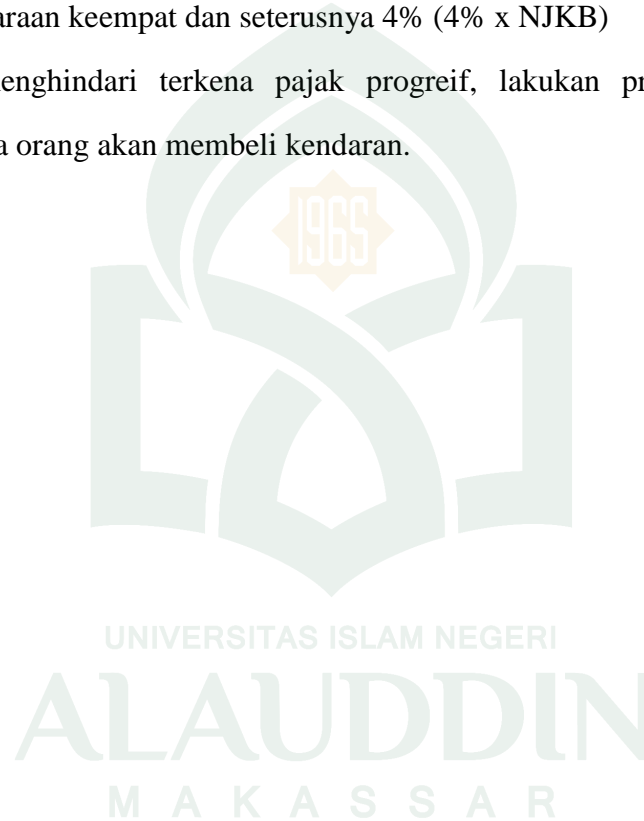 araan keempat dan seterusnya 4% (4% x NJKB)
enghindari terkena pajak progreif, lakukan pr
a orang akan membeli kendaran.
1965
UNIVERSITAS ISLAM NEGERI
ALAUDDIN
MAKASSAR